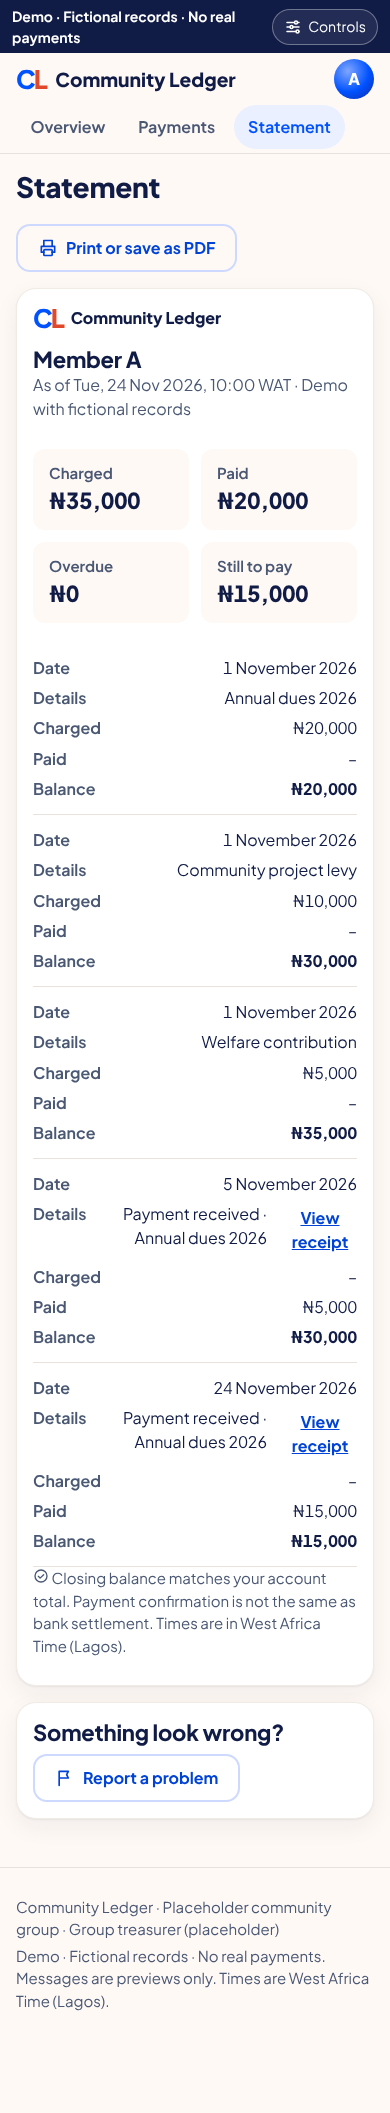 Demo · Fictional records · No real
payments
Controls
CL Community Ledger
A
Overview Payments Statement
Statement
Print or save as PDF
CL Community Ledger
Member A
As of Tue, 24 Nov 2026, 10:00 WAT · Demo
with fictional records
Charged
₦35,000
Paid
₦20,000
Overdue
₦0
Still to pay
₦15,000
Date 1 November 2026
Details Annual dues 2026
Charged ₦20,000
Paid –
Balance ₦20,000
Date 1 November 2026
Details Community project levy
Charged ₦10,000
Paid –
Balance ₦30,000
Date 1 November 2026
Details Welfare contribution
Charged ₦5,000
Paid –
Balance ₦35,000
Date 5 November 2026
Details Payment received · View
Annual dues 2026 receipt
Charged –
Paid ₦5,000
Balance ₦30,000
Date 24 November 2026
Details Payment received · View
Annual dues 2026 receipt
Charged –
Paid ₦15,000
Balance ₦15,000
Closing balance matches your account
total. Payment confirmation is not the same as
bank settlement. Times are in West Africa
Time (Lagos).
Something look wrong?
Report a problem
Community Ledger · Placeholder community
group · Group treasurer (placeholder)
Demo · Fictional records · No real payments.
Messages are previews only. Times are West Africa
Time (Lagos).